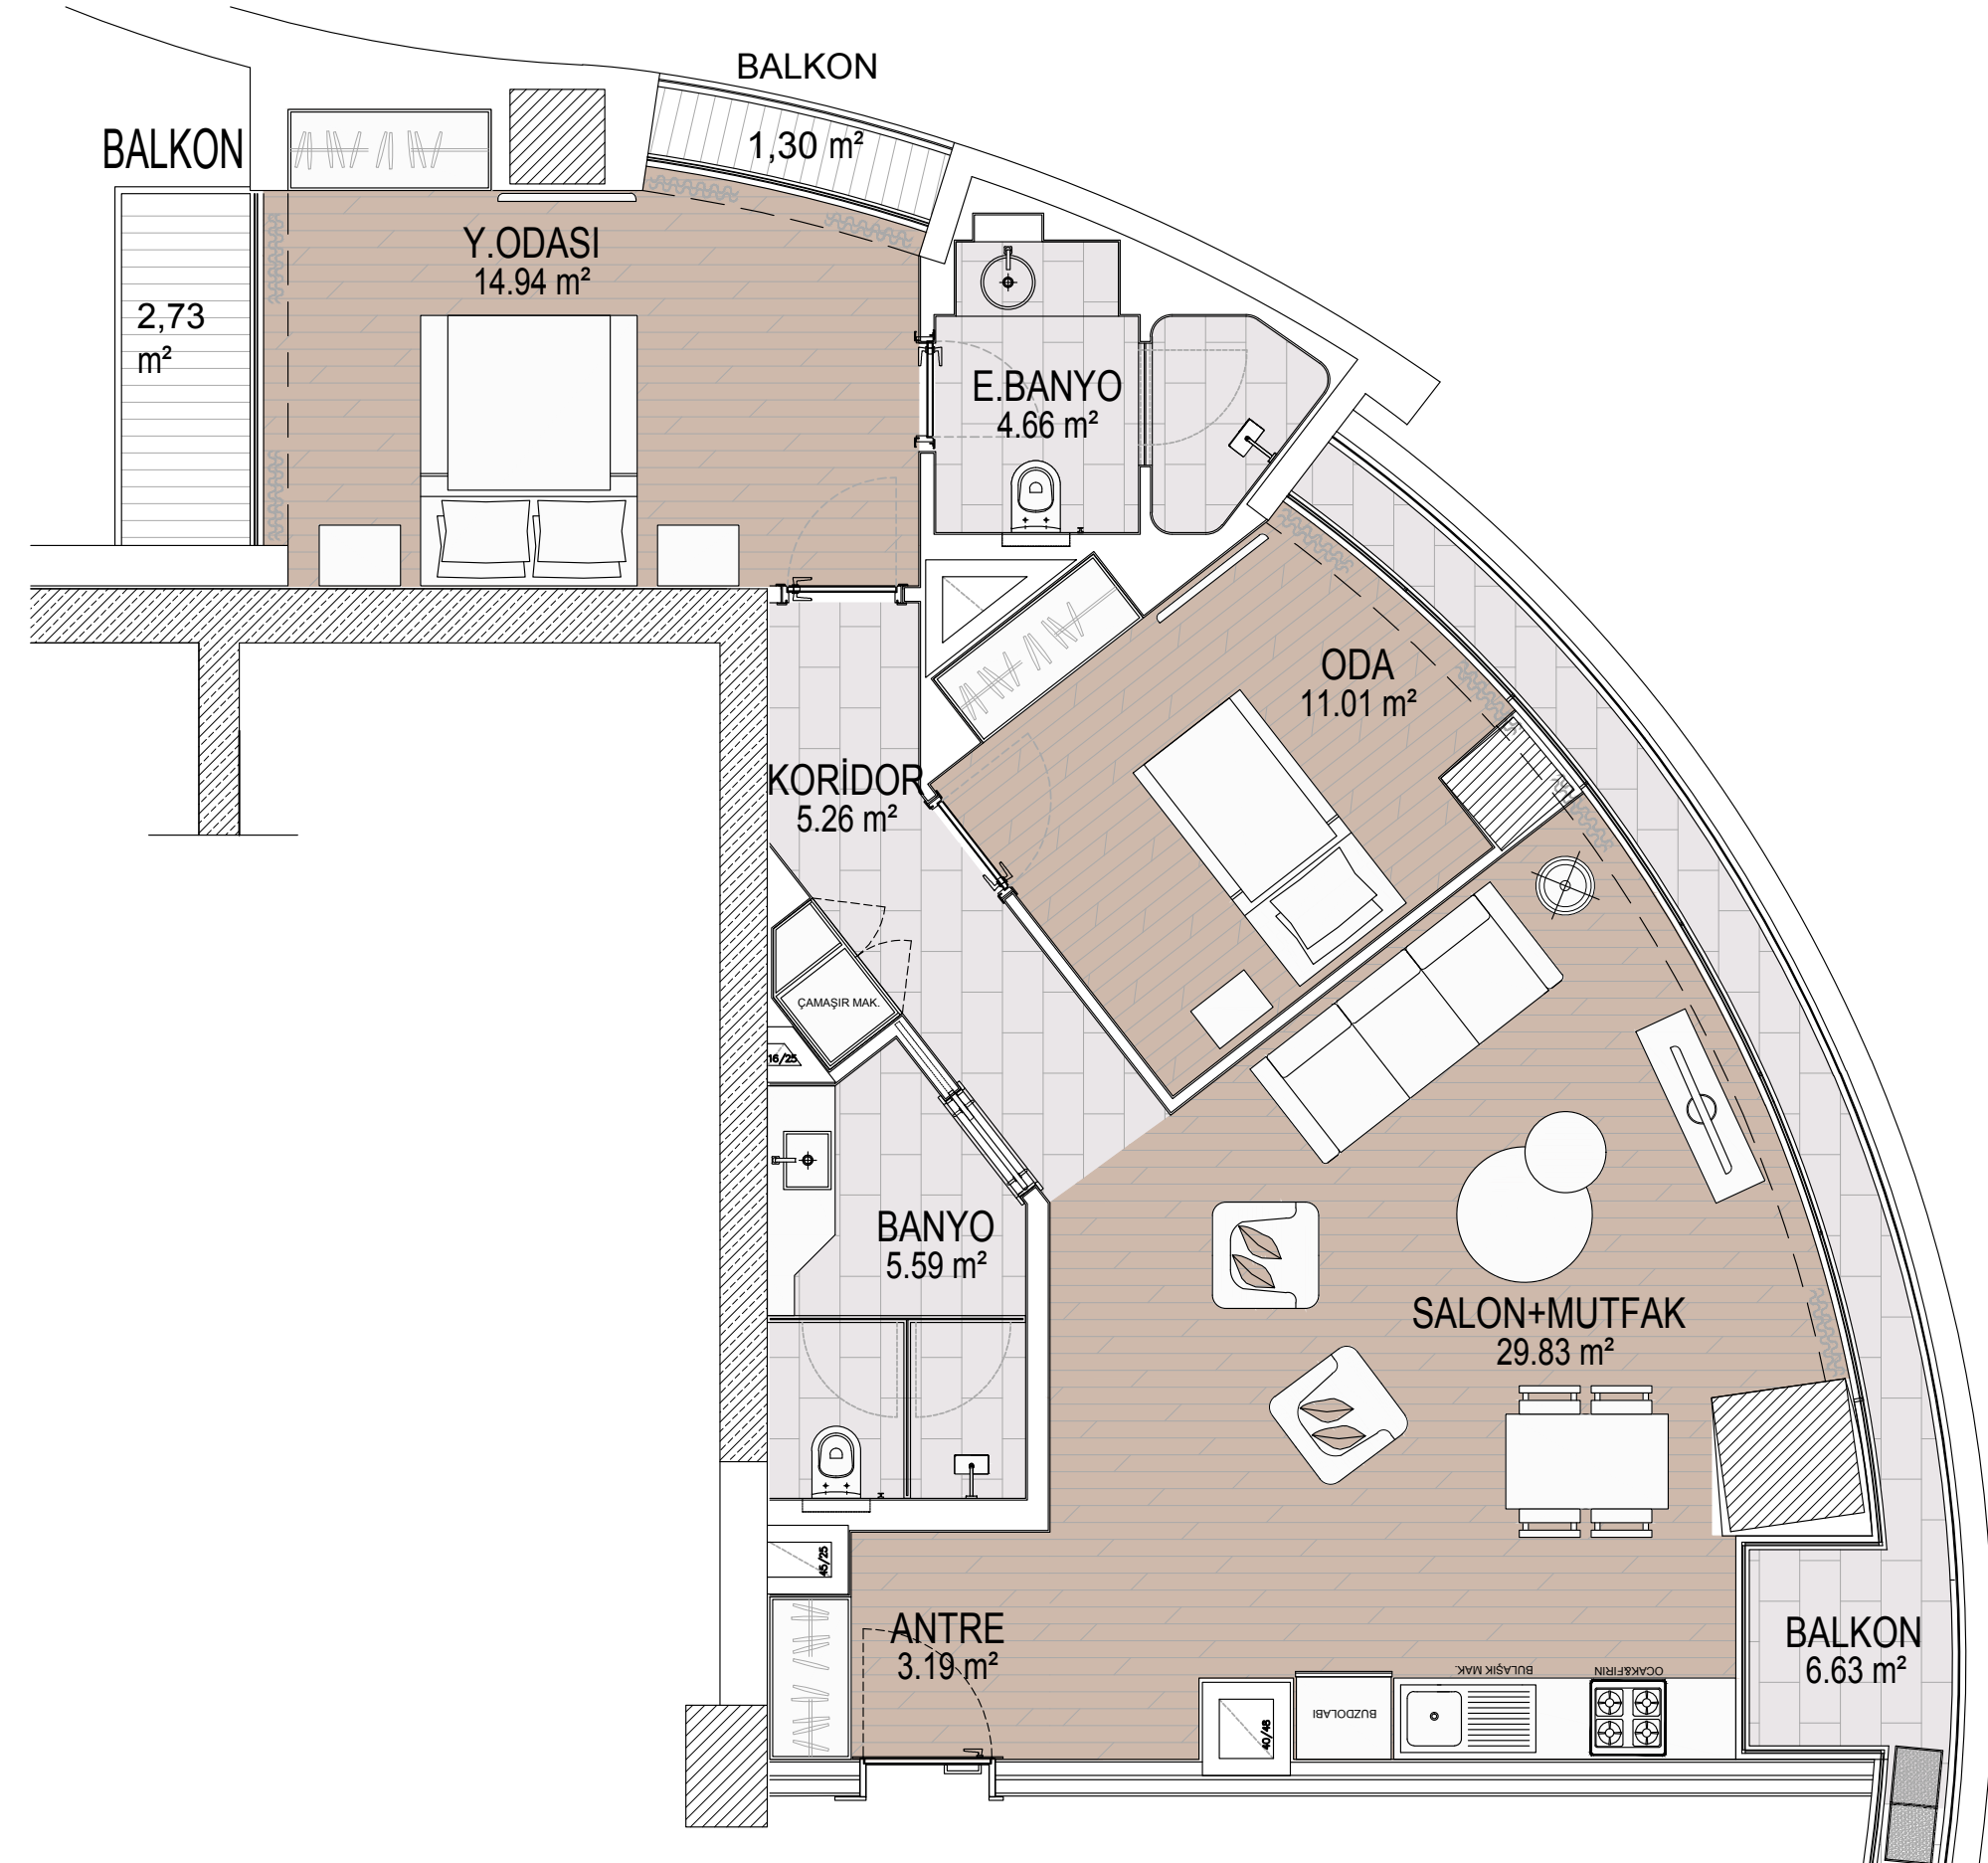 BALKON
1,30 m²
BALKON
2,73
m²
Y.ODASI
14.94 m²
E.BANYO
4.66 m²
ODA
11.01 m²
KORİDOR
5.26 m²
ÇAMAŞIR MAK.
16/25
BANYO
5.59 m²
SALON+MUTFAK
29.83 m²
45/25
ANTRE
3.19 m²
BALKON
6.63 m²
BULAŞIK MAK.
OCAK&FIRIN
BUZDOLABI
40/48